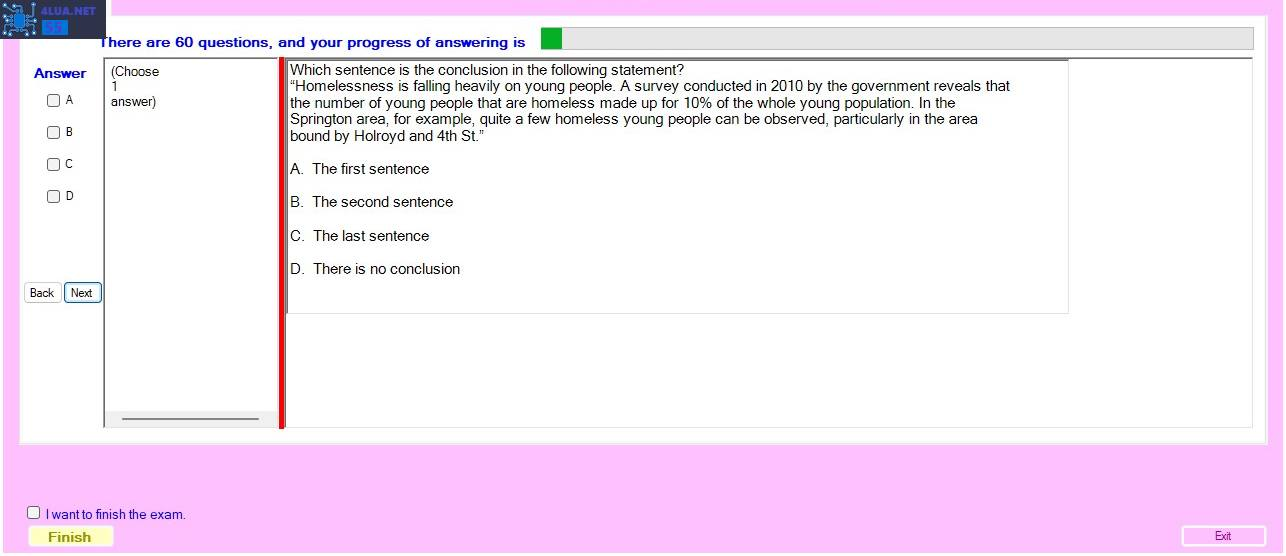 4LUA.NET
55
There are 60 questions, and your progress of answering is
Answer
A
B
C
D
Back Next
(Choose
1
answer)
Which sentence is the conclusion in the following statement?
“Homelessness is falling heavily on young people. A survey conducted in 2010 by the government reveals that
the number of young people that are homeless made up for 10% of the whole young population. In the
Springton area, for example, quite a few homeless young people can be observed, particularly in the area
bound by Holroyd and 4th St.”
A. The first sentence
B. The second sentence
C. The last sentence
D. There is no conclusion
I want to finish the exam.
Finish
Exit